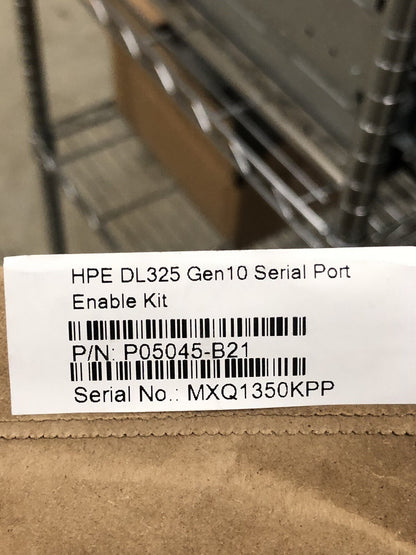 HPE DL325 Gen10 Serial Port
Enable Kit
P/N: P05045-B21
Serial No.: MXQ1350KPP